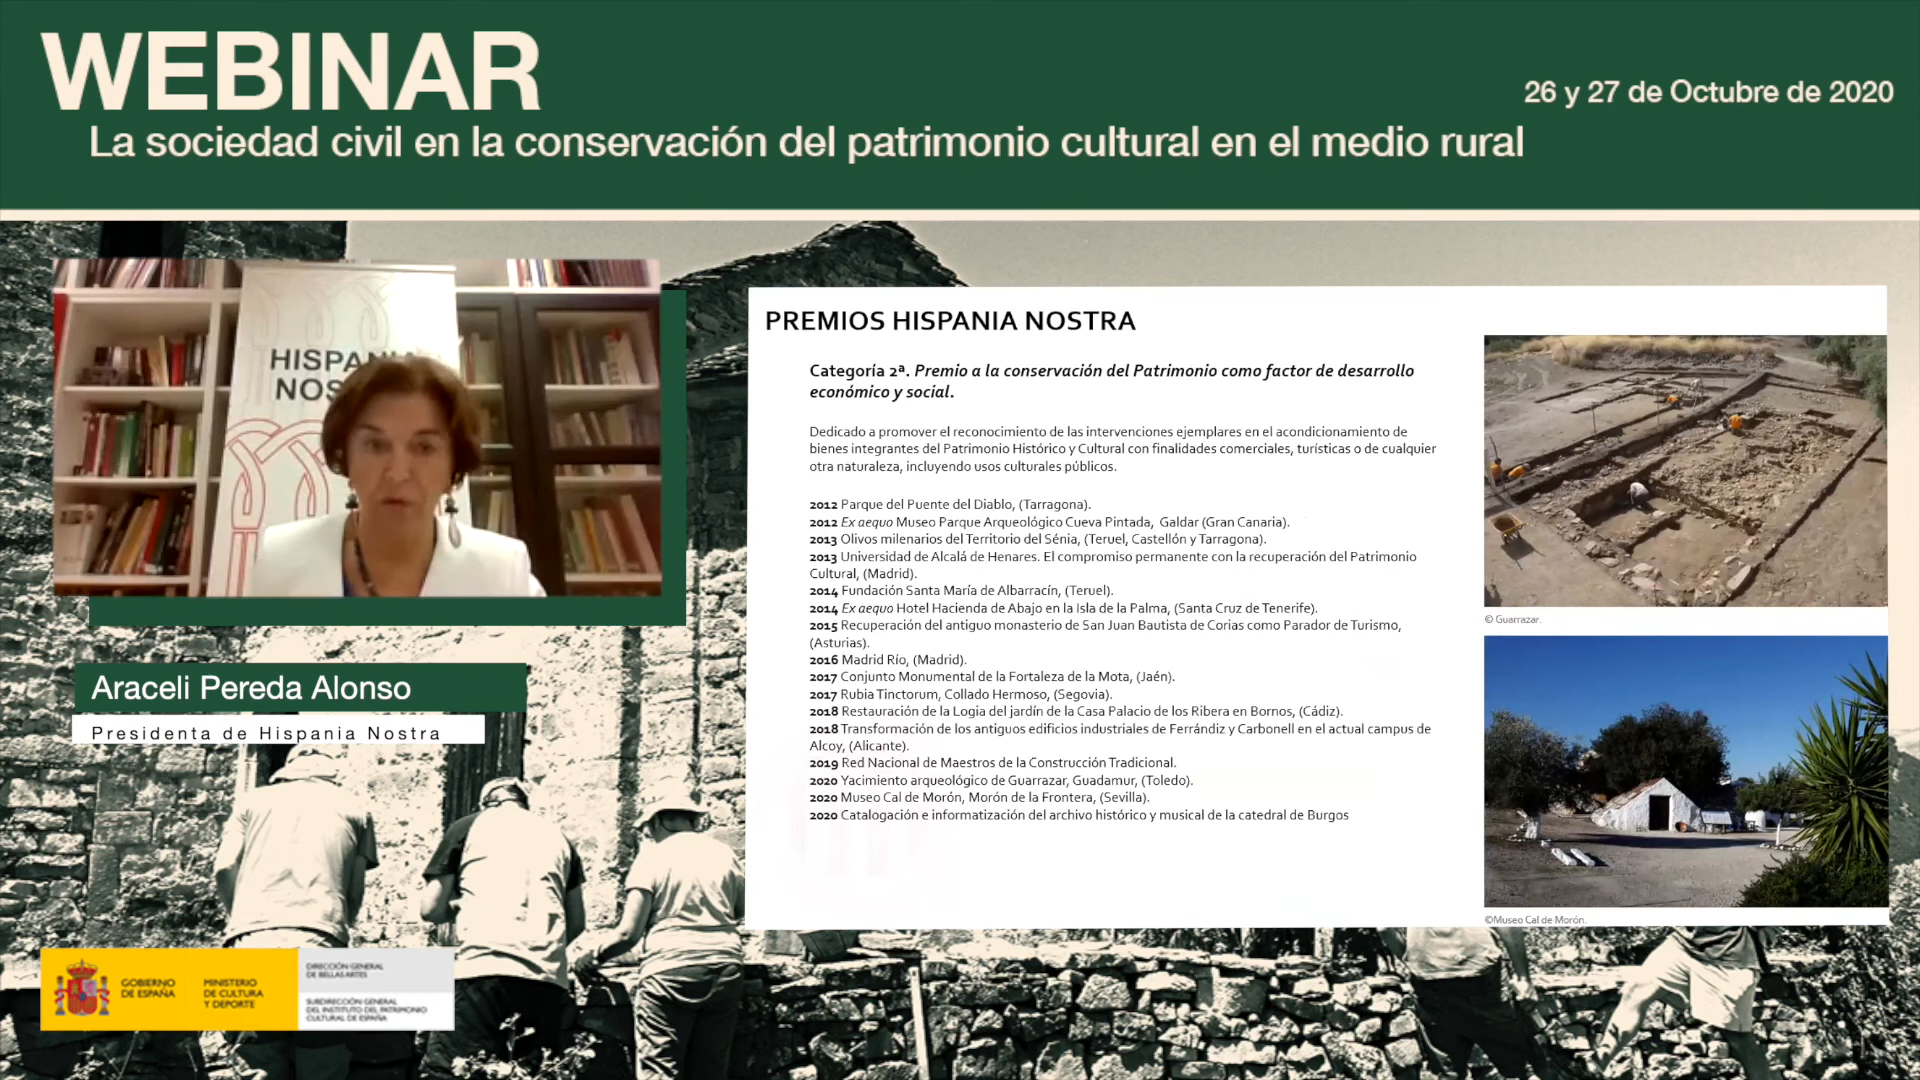 WEBINAR
26 y 27 de Octubre de 2020
La sociedad civil en la conservación del patrimonio cultural en el medio rural
HISPANIA
NOS
Araceli Pereda Alonso
Presidenta de Hispania Nostra
GOBIERNO
DE ESPAÑA
MINISTERIO
DE CULTURA
Y DEPORTE
DIRECCIÓN GENERAL
DE BELLAS ARTES
SUBDIRECCIÓN GENERAL
DEL INSTITUTO DEL PATRIMONIO
CULTURAL DE ESPAÑA
PREMIOS HISPANIA NOSTRA
Categoría 2ª. Premio a la conservación del Patrimonio como factor de desarrollo
económico y social.
Dedicado a promover el reconocimiento de las intervenciones ejemplares en el acondicionamiento de
bienes integrantes del Patrimonio Histórico y Cultural con finalidades comerciales, turísticas o de cualquier
otra naturaleza, incluyendo usos culturales públicos.
2012 Parque del Puente del Diablo, (Tarragona).
2012 Ex aequo Museo Parque Arqueológico Cueva Pintada, Galdar (Gran Canaria).
2013 Olivos milenarios del Territorio del Sénia, (Teruel, Castellón y Tarragona).
2013 Universidad de Alcalá de Henares. El compromiso permanente con la recuperación del Patrimonio
Cultural, (Madrid).
2014 Fundación Santa María de Albarracín, (Teruel).
2014 Ex aequo Hotel Hacienda de Abajo en la Isla de la Palma, (Santa Cruz de Tenerife).
2015 Recuperación del antiguo monasterio de San Juan Bautista de Corias como Parador de Turismo,
(Asturias).
2016 Madrid Río, (Madrid).
2017 Conjunto Monumental de la Fortaleza de la Mota, (Jaén).
2017 Rubia Tinctorum, Collado Hermoso, (Segovia).
2018 Restauración de la Logia del jardín de la Casa Palacio de los Ribera en Bornos, (Cádiz).
2018 Transformación de los antiguos edificios industriales de Ferrándiz y Carbonell en el actual campus de
Alcoy, (Alicante).
2019 Red Nacional de Maestros de la Construcción Tradicional.
2020 Yacimiento arqueológico de Guarrazar, Guadamur, (Toledo).
2020 Museo Cal de Morón, Morón de la Frontera, (Sevilla).
2020 Catalogación e informatización del archivo histórico y musical de la catedral de Burgos
© Guarrazar.
©Museo Cal de Morón.